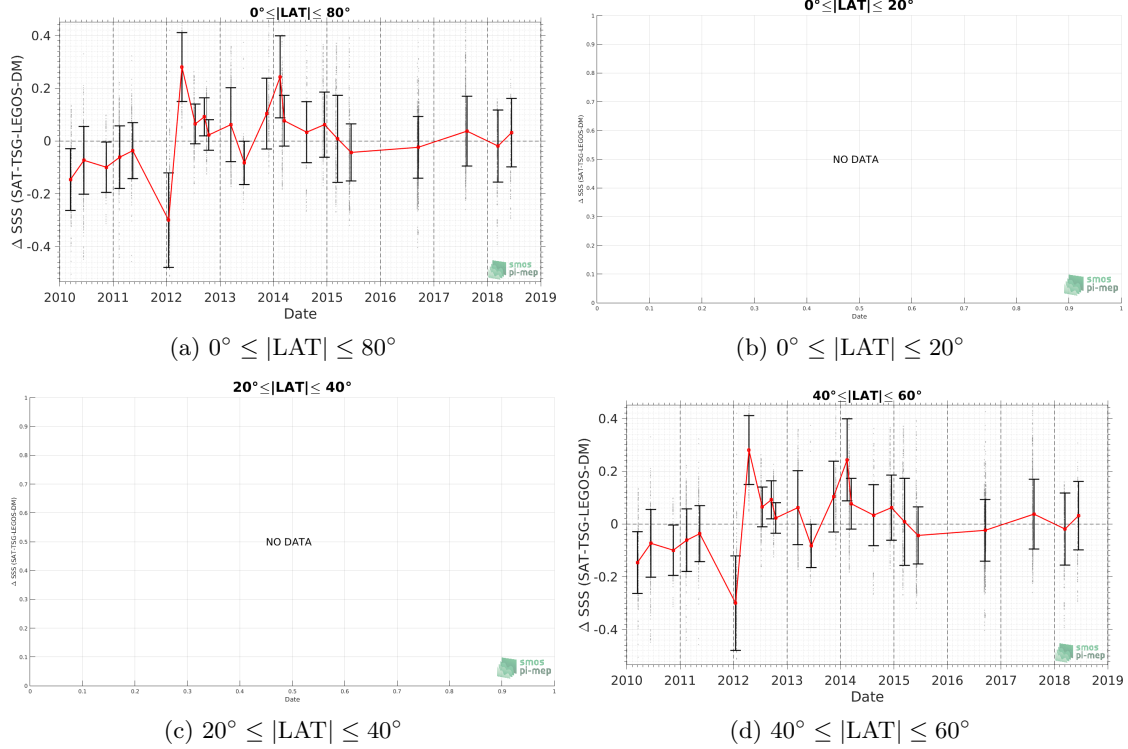 0°≤|LAT|≤ 80°
Δ SSS (SAT-TSG-LEGOS-DM)
0.4
0.2
0
-0.2
-0.4
2010 2011 2012 2013 2014 2015 2016 2017 2018 2019
Date
smos
pi-mep
(a) 0° ≤ |LAT| ≤ 80°
0°≤|LAT|≤ 20°
Δ SSS (SAT-TSG-LEGOS-DM)
1
0.9
0.8
0.7
0.6
0.5
0.4
0.3
0.2
0.1
0
NO DATA
0 0.1 0.2 0.3 0.4 0.5 0.6 0.7 0.8 0.9 1
Date
smos
pi-mep
(b) 0° ≤ |LAT| ≤ 20°
20°≤|LAT|≤ 40°
Δ SSS (SAT-TSG-LEGOS-DM)
1
0.9
0.8
0.7
0.6
0.5
0.4
0.3
0.2
0.1
0
NO DATA
0 0.1 0.2 0.3 0.4 0.5 0.6 0.7 0.8 0.9 1
Date
smos
pi-mep
(c) 20° ≤ |LAT| ≤ 40°
40°≤|LAT|≤ 60°
Δ SSS (SAT-TSG-LEGOS-DM)
0.4
0.2
0
-0.2
-0.4
2010 2011 2012 2013 2014 2015 2016 2017 2018 2019
Date
smos
pi-mep
(d) 40° ≤ |LAT| ≤ 60°